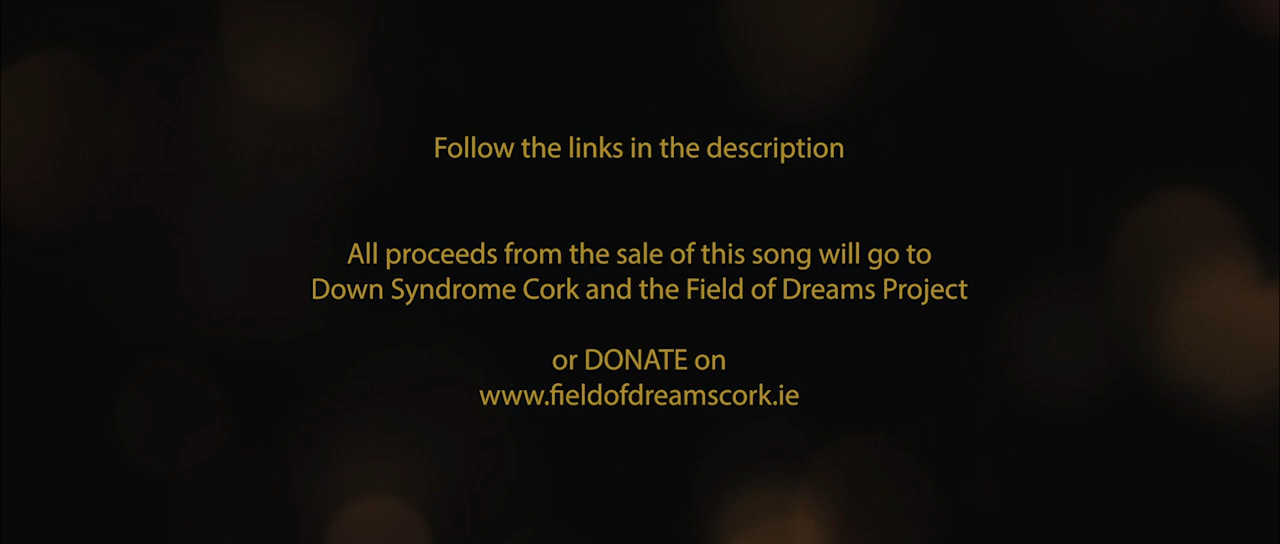 Follow the links in the description
All proceeds from the sale of this song will go to
Down Syndrome Cork and the Field of Dreams Project
or DONATE on
www.fieldofdreamscork.ie